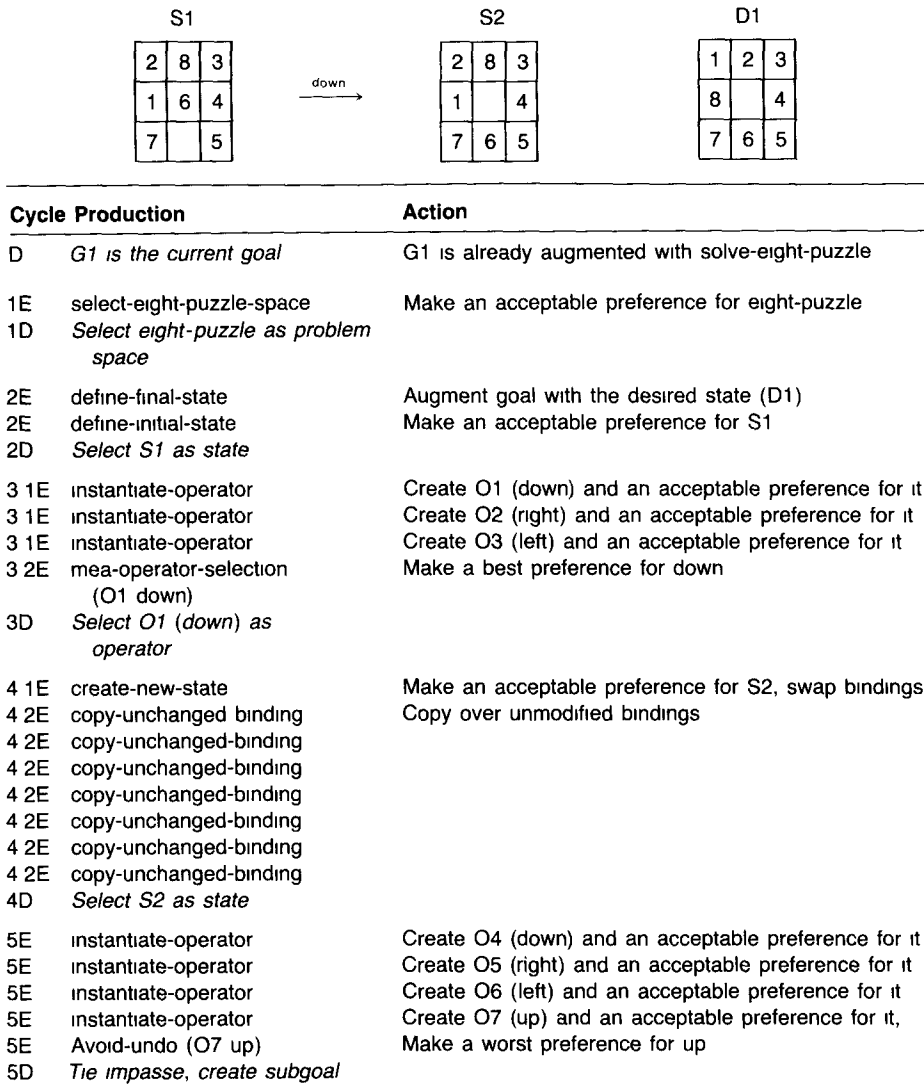 S1 S2 D1
down
2 8 3 2 8 3 1 2 3
1 6 4 1 4 8 4
7 5 7 6 5 7 6 5
Cycle Production Action
D G1 is the current goal G1 is already augmented with solve-eight-puzzle
1E select-eight-puzzle-space Make an acceptable preference for eight-puzzle
1D Select eight-puzzle as problem
space
2E define-final-state Augment goal with the desired state (D1)
2E define-initial-state Make an acceptable preference for S1
2D Select S1 as state
3 1E instantiate-operator Create O1 (down) and an acceptable preference for it
3 1E instantiate-operator Create O2 (right) and an acceptable preference for it
3 1E instantiate-operator Create O3 (left) and an acceptable preference for it
3 2E mea-operator-selection Make a best preference for down
(O1 down)
3D Select O1 (down) as
operator
4 1E create-new-state Make an acceptable preference for S2, swap bindings
4 2E copy-unchanged binding Copy over unmodified bindings
4 2E copy-unchanged-binding
4 2E copy-unchanged-binding
4 2E copy-unchanged-binding
4 2E copy-unchanged-binding
4 2E copy-unchanged-binding
4 2E copy-unchanged-binding
4D Select S2 as state
5E instantiate-operator Create O4 (down) and an acceptable preference for it
5E instantiate-operator Create O5 (right) and an acceptable preference for it
5E instantiate-operator Create O6 (left) and an acceptable preference for it
5E instantiate-operator Create O7 (up) and an acceptable preference for it,
5E Avoid-undo (O7 up) Make a worst preference for up
5D Tie impasse, create subgoal